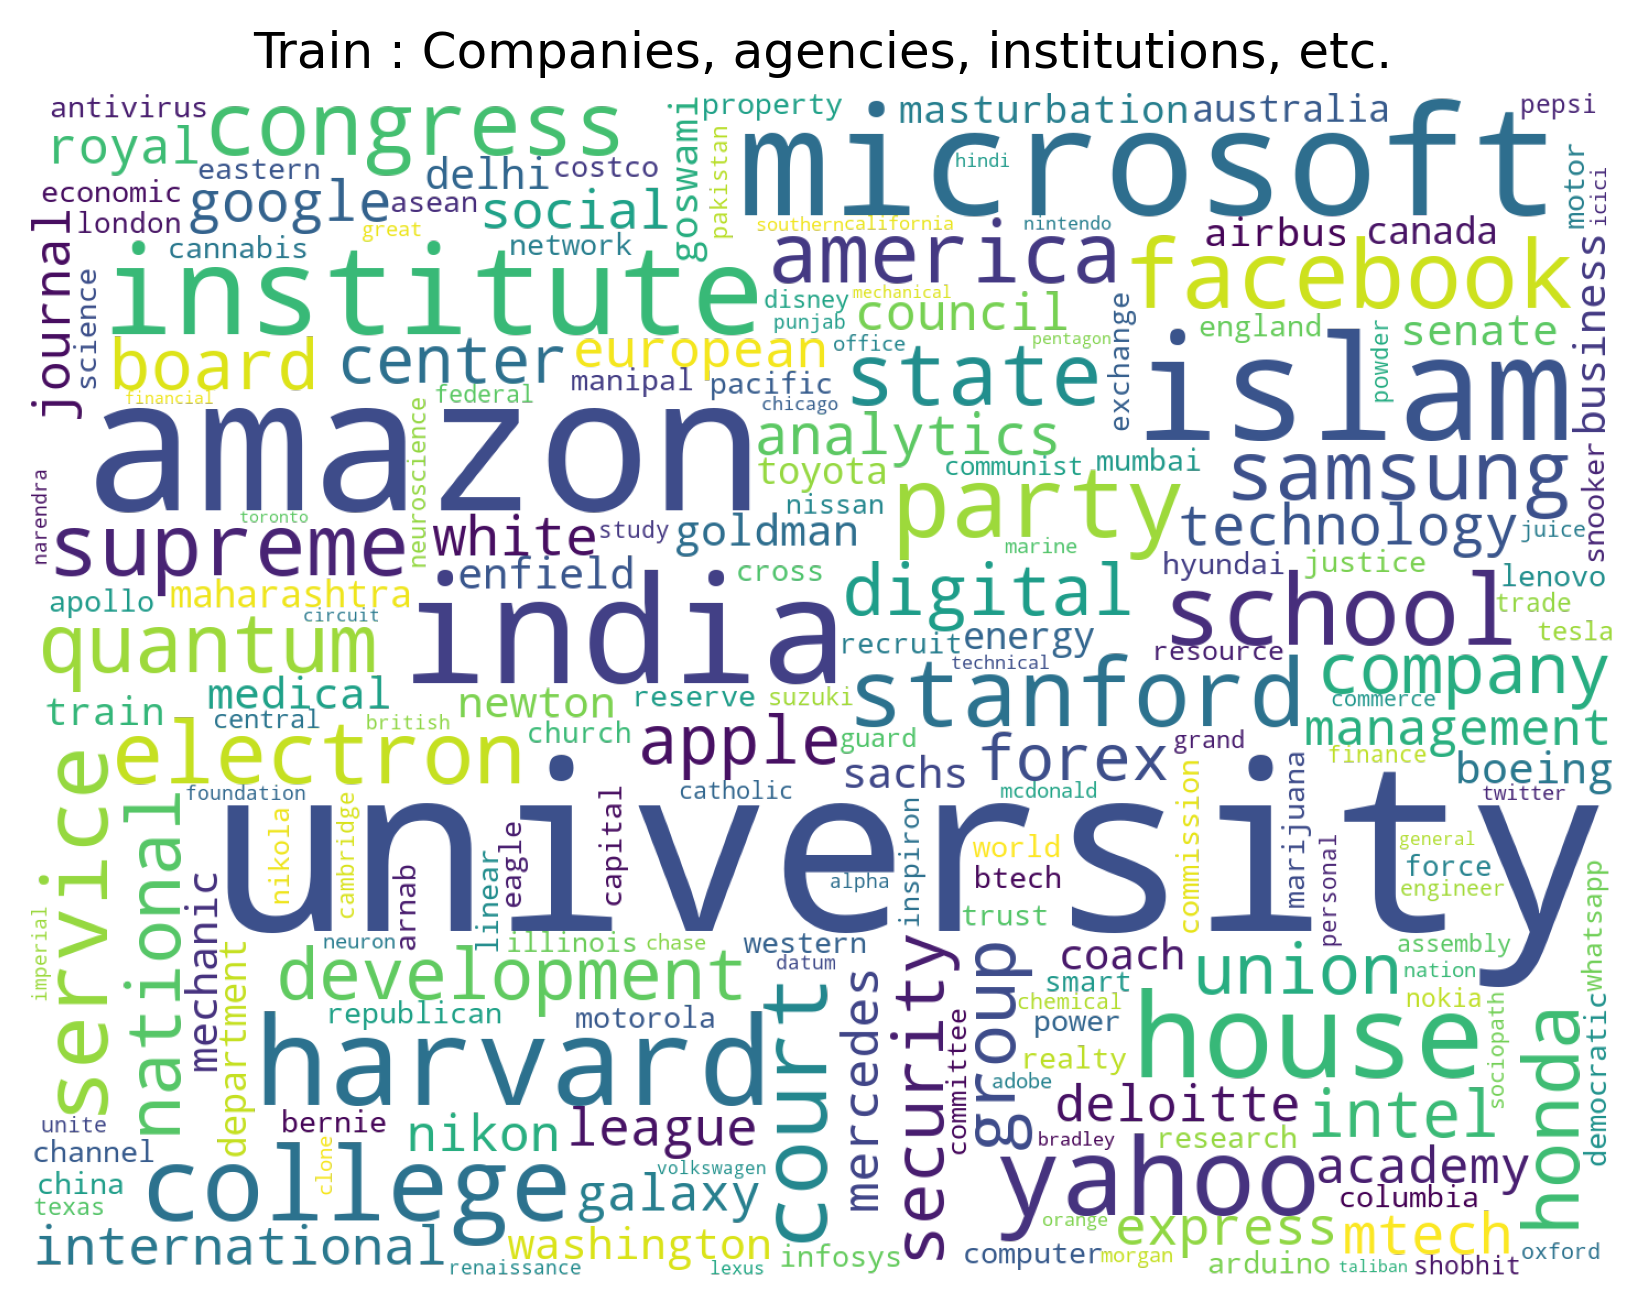 Train : Companies, agencies, institutions, etc.
antivirus
congress
property
microsoft
masturbation
australia
pepsi
royal
goswami
pakistan
hindi
motor
icici
eastern
delhi
costco
economic
google
asean
social
london
journal
great
network
cannabis
southern
california
nintendo
america
airbus
canada
facebook
business
science
institute
disney
mechanical
punjab
council
exchange
england
senate
powder
board
center
european
office
pentagon
state
islam
manipal
pacific
financial
federal
chicago
amazon
neuroscience
analytics
toyota
communist
mumbai
samsung
snooker
narendra
nissan
party
toronto
supreme
white
study
goldman
marine
technology
juice
enfield
cross
hyundai
justice
lenovo
apollo
maharashtra
circuit
india
digital
school
trade
tesla
quantum
recruit
energy
resource
technical
company
medical
newton
reserve
suzuki
stanford
commerce
train
central
british
church
apple
guard
forex
grand
management
electron
sachs
finance
boeing
service
national
foundation
catholic
mcdonald
twitter
university
nikola
cambridge
capital
commission
marijuana
general
world
force
linear
eagle
alpha
inspiron
btech
engineer
mechanic
arnab
personal
whatsapp
imperial
trust
department
neuron
illinois
chase
western
security
group
coach
assembly
development
datum
mercedes
smart
union
nation
republican
motorola
chemical
nokia
sociopath
democratic
harvard
court
committee
power
realty
house
honda
adobe
unite
bernie
nikon
league
deloitte
intel
channel
bradley
research
college
clone
volkswagen
galaxy
yahoo
academy
china
columbia
texas
orange
express
mtech
international
washington
infosys
computer
morgan
oxford
renaissance
lexus
arduino
taliban
shobhit